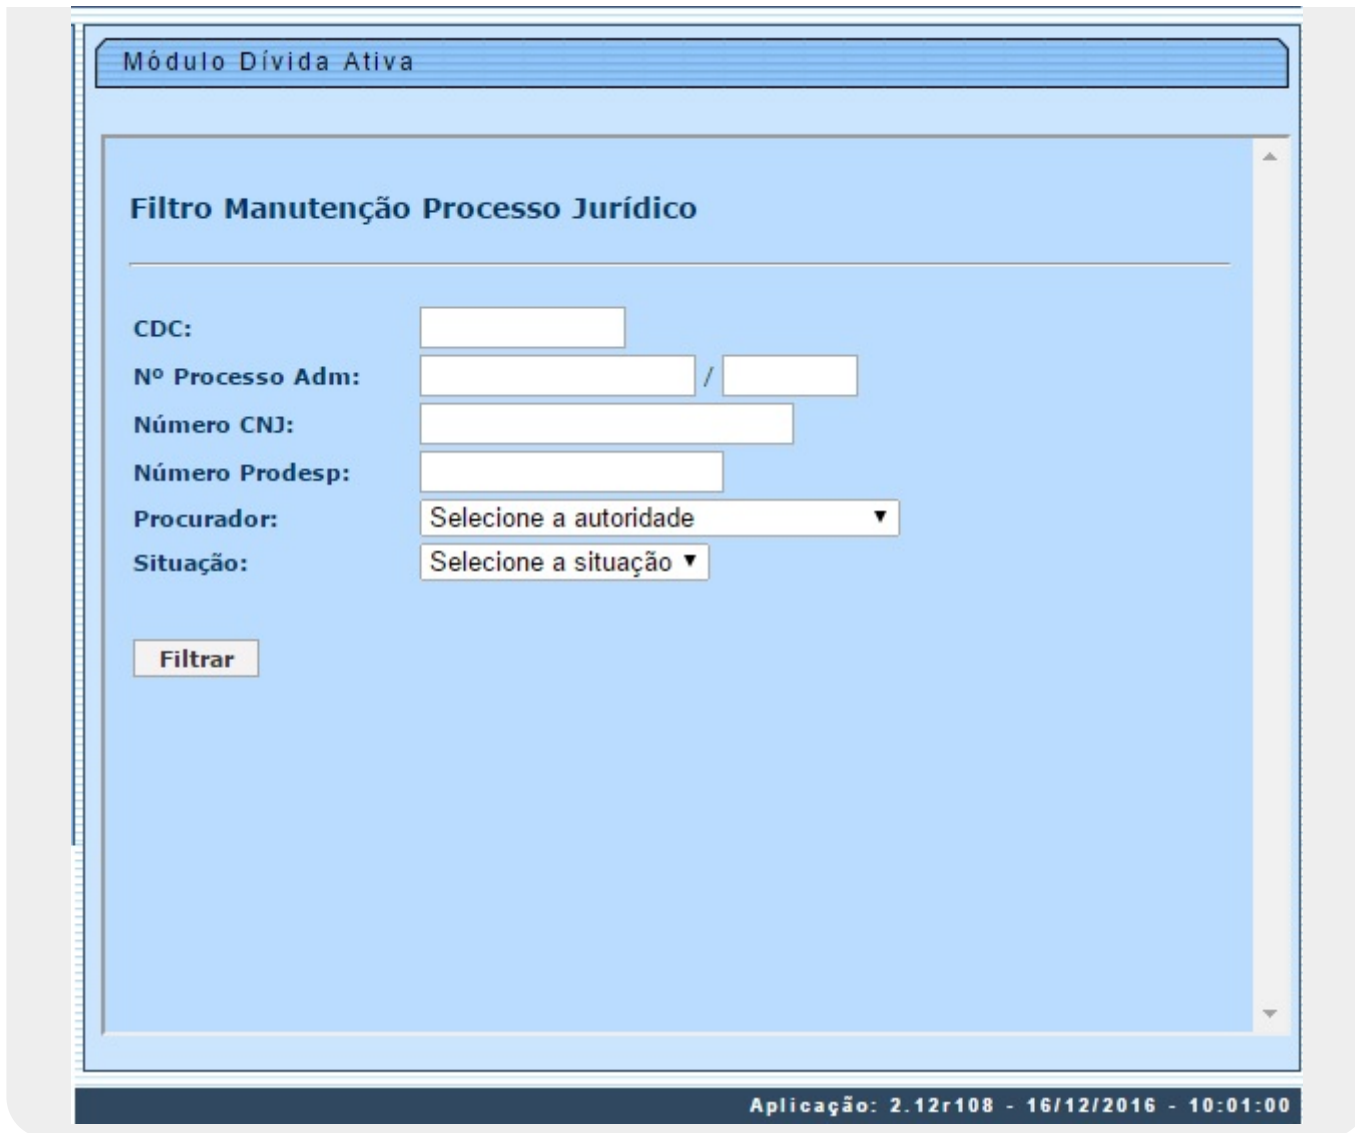 Módulo Dívida Ativa
Filtro Manutenção Processo Jurídico
CDC:
Nº Processo Adm: /
Número CNJ:
Número Prodesp:
Procurador: Selecione a autoridade
Situação: Selecione a situação
Filtrar
Aplicação: 2.12r108 - 16/12/2016 - 10:01:00